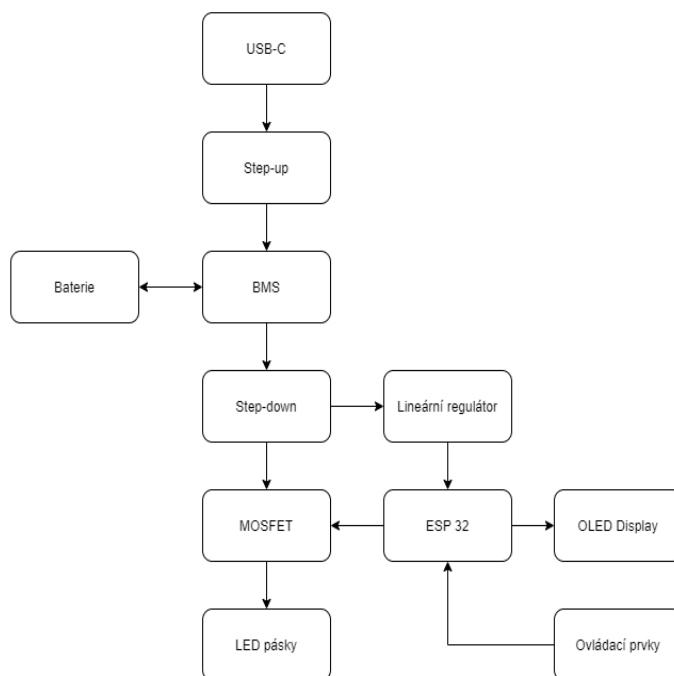 USB-C
Step-up
Baterie
BMS
Step-down
Lineární regulátor
MOSFET
ESP 32
OLED Display
LED pásky
Ovládací prvky